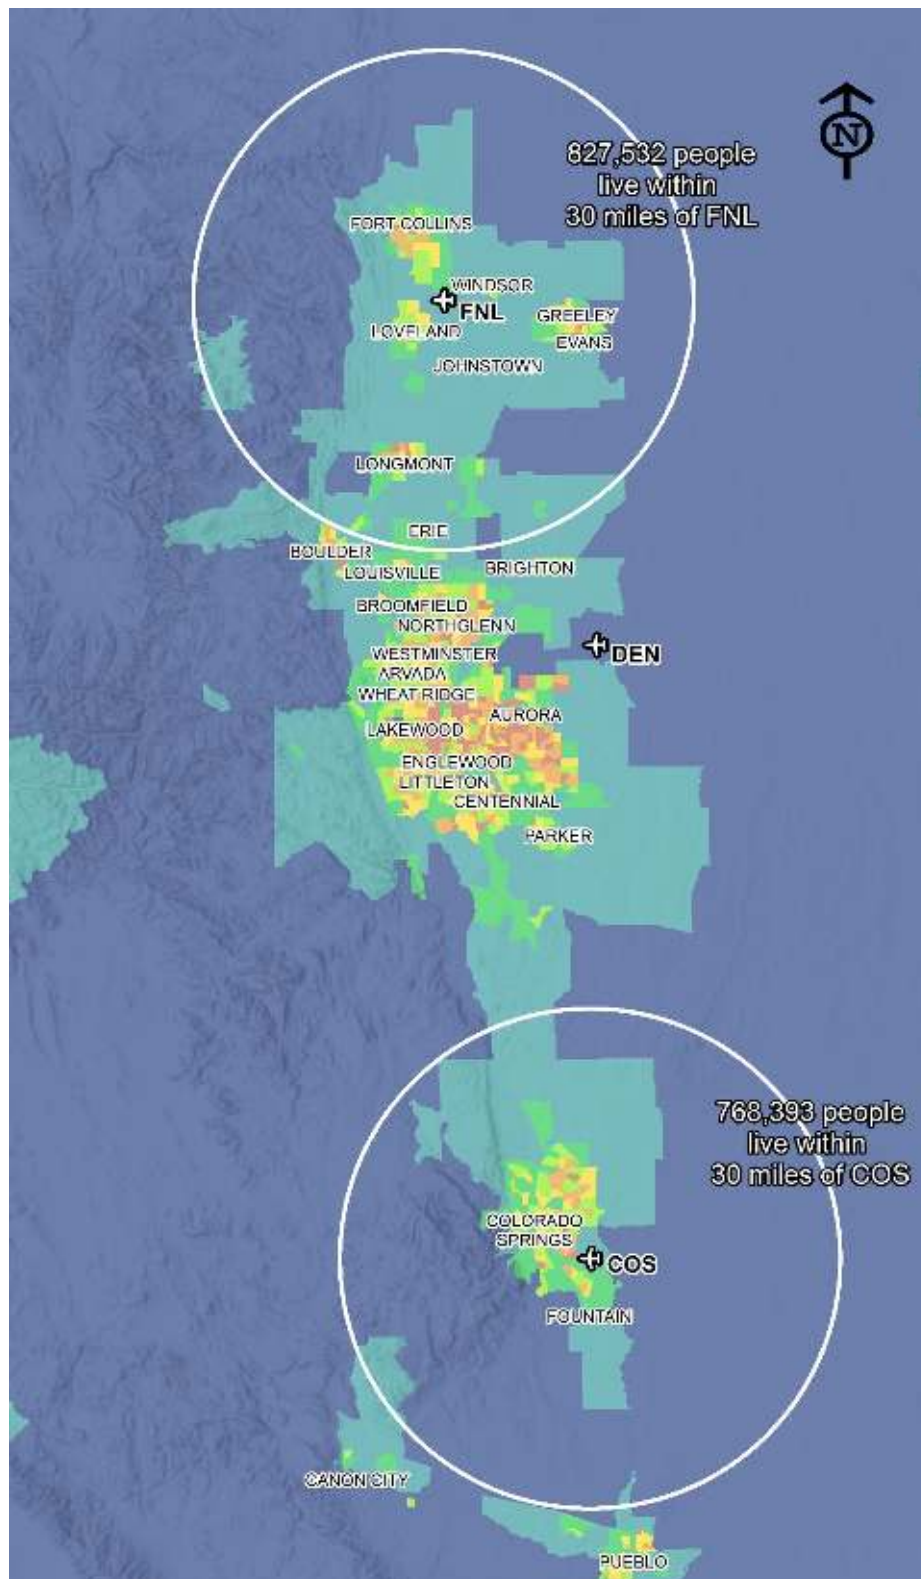 N
827,532 people
live within
30 miles of FNL
FORT COLLINS
WINDSOR
FNL
GREELEY
LOVELAND
EVANS
JOHNSTOWN
LONGMONT
ERIE
BOULDER
LOUISVILLE
BRIGHTON
BROOMFIELD
NORTHGLENN
WESTMINSTER
DEN
ARVADA
WHEAT RIDGE
AURORA
LAKEWOOD
ENGLEWOOD
LITTLETON
CENTENNIAL
PARKER
768,393 people
live within
30 miles of COS
COLORADO
SPRINGS
COS
FOUNTAIN
CANON CITY
PUEBLO